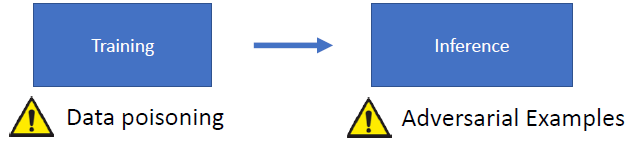 Training
Inference
Data poisoning
Adversarial Examples